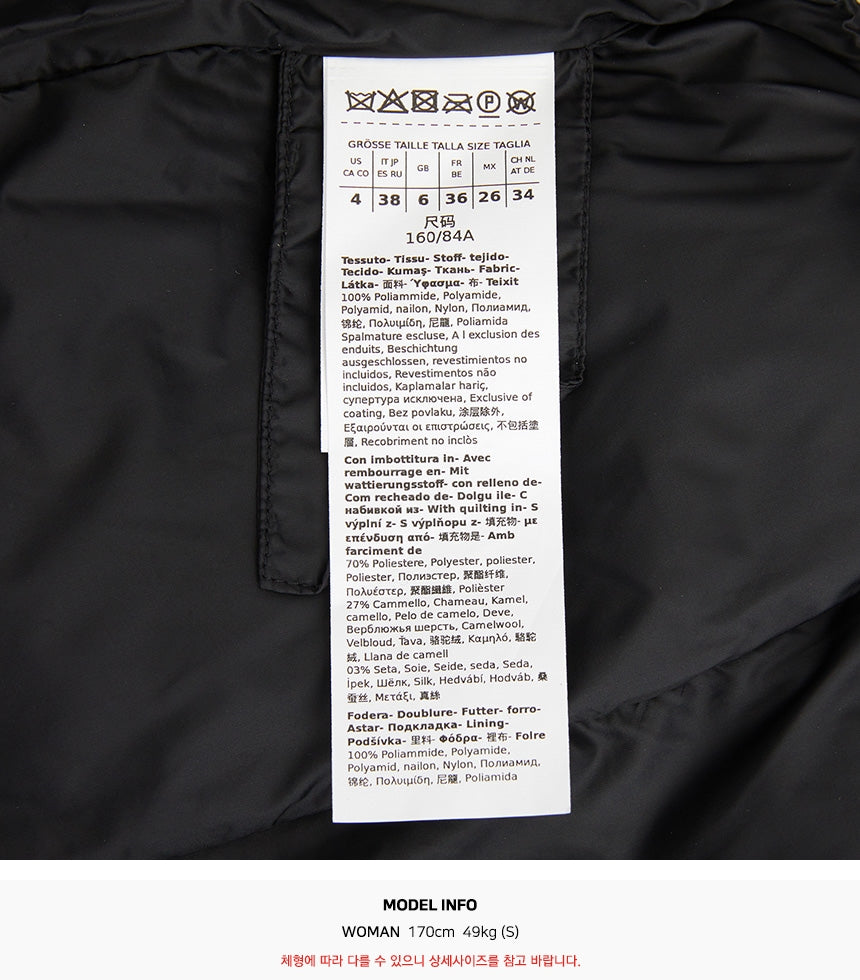 GRÖSSE TAILLE TALLA SIZE TAGLIA
US CA CO IT JP ES RU GB FR BE MX CH NL AT DE
4 38 6 36 26 34
尺码
160/84A
Tessuto- Tissu- Stoff- tejido-
Tecido- Kumaş- Ткань- Fabric-
Látka- 面料- Ύφασμα- 布- Teixit
100% Poliammide, Polyamide,
Polyamid, nailon, Nylon, Полиамид,
锦纶, Πολυιμίδη, 尼龍, Poliamida
Spalmature escluse, A l exclusion des
enduits, Beschichtung
ausgeschlossen, revestimientos no
incluidos, Revestimentos não
incluidos, Kaplamalar hariç,
супертура исключена, Exclusive of
coating, Bez povlaku, 涂层除外,
Εξαιρούνται οι επιστρώσεις, 不包括塗
層, Recobriment no inclòs
Con imbottitura in- Avec
rembourrage en- Mit
wattierungsstoff- con relleno de-
Com recheado de- Dolgu ile- С
набивкой из- With quilting in- S
výplní z- S výplňopu z- 填充物- με
επένδυση από- 填充物是- Amb
farciment de
70% Poliestere, Polyester, poliester,
Poliester, Полиэстер, 聚酯纤维,
Πολυέστερ, 聚酯纖維, Polièster
27% Cammello, Chameau, Kamel,
camello, Pelo de camelo, Deve,
Верблюжья шерсть, Camelwool,
Velbloud, Ťava, 骆驼绒, Καμηλό, 駱駝
絨, Llana de camell
03% Seta, Soie, Seide, seda, Seda,
İpek, Шёлк, Silk, Hedvábí, Hodváb, 桑
蚕丝, Μετάξι, 真絲
Fodera- Doublure- Futter- forro-
Astar- Подкладка- Lining-
Podšívka- 里料- Φόδρα- 裡布- Folre
100% Poliammide, Polyamide,
Polyamid, nailon, Nylon, Полиамид,
锦纶, Πολυιμίδη, 尼龍, Poliamida
MODEL INFO
WOMAN 170cm 49kg (S)
체형에 따라 다를 수 있으니 상세사이즈를 참고 바랍니다.